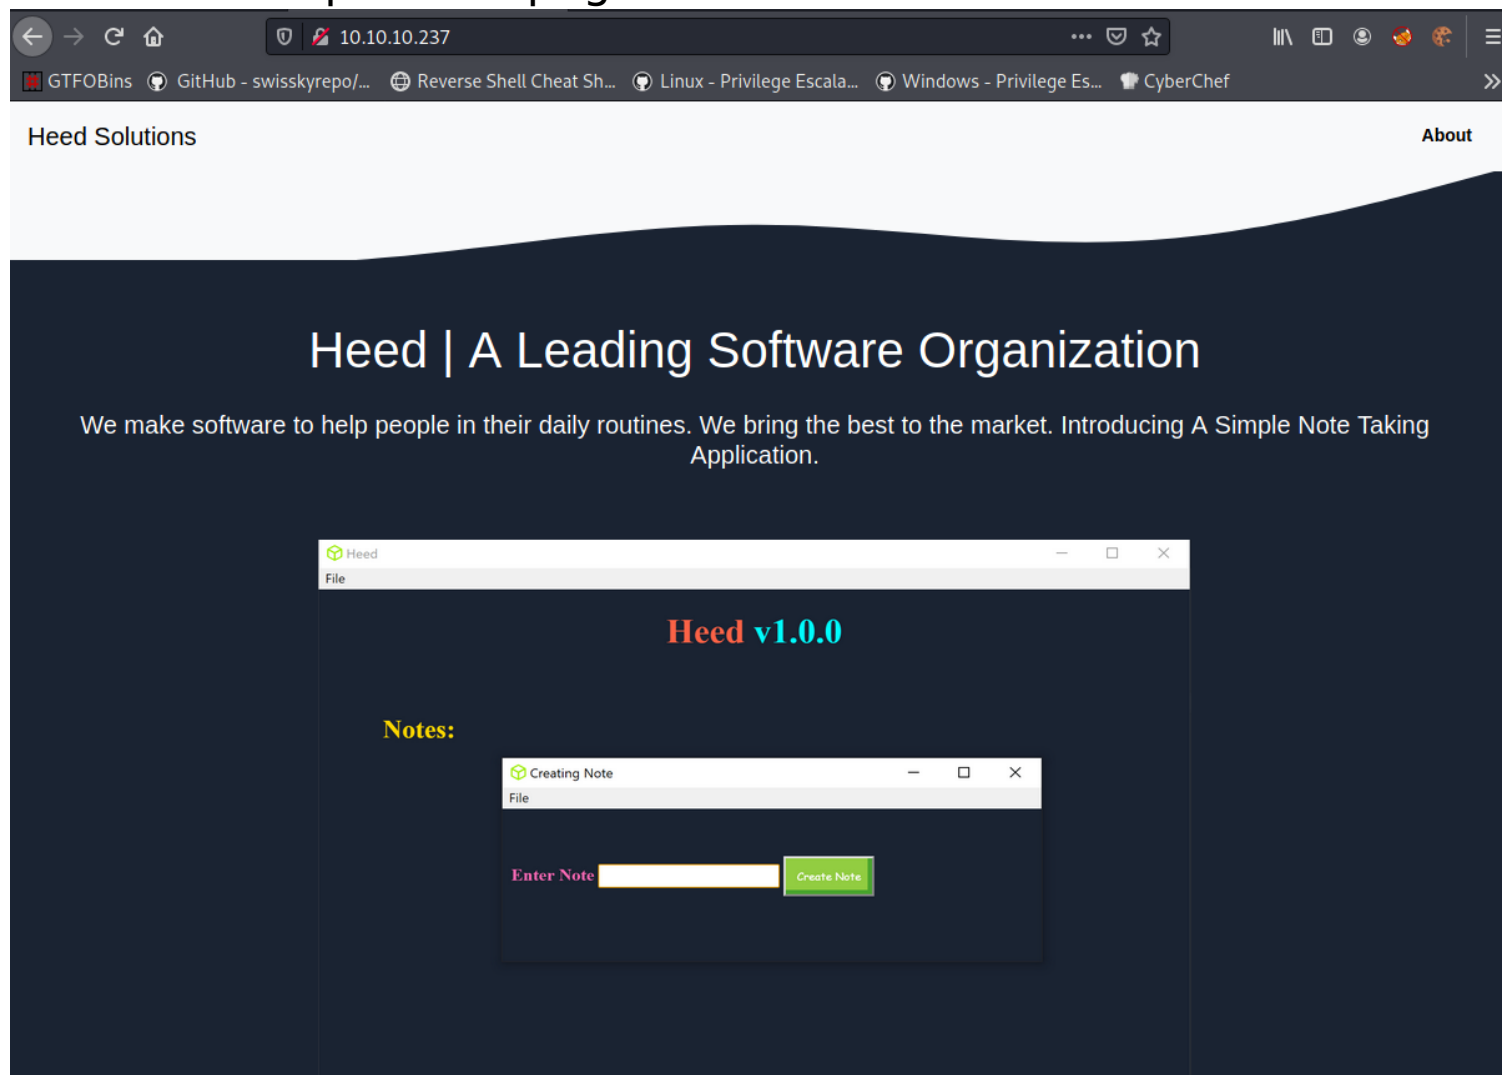 10.10.10.237
GTFOBins GitHub - swisskyrepo/... Reverse Shell Cheat Sh... Linux - Privilege Escala... Windows - Privilege Es... CyberChef
Heed Solutions
About
Heed | A Leading Software Organization
We make software to help people in their daily routines. We bring the best to the market. Introducing A Simple Note Taking
Application.
Heed
File
Heed v1.0.0
Notes:
Creating Note
File
Enter Note
Create Note